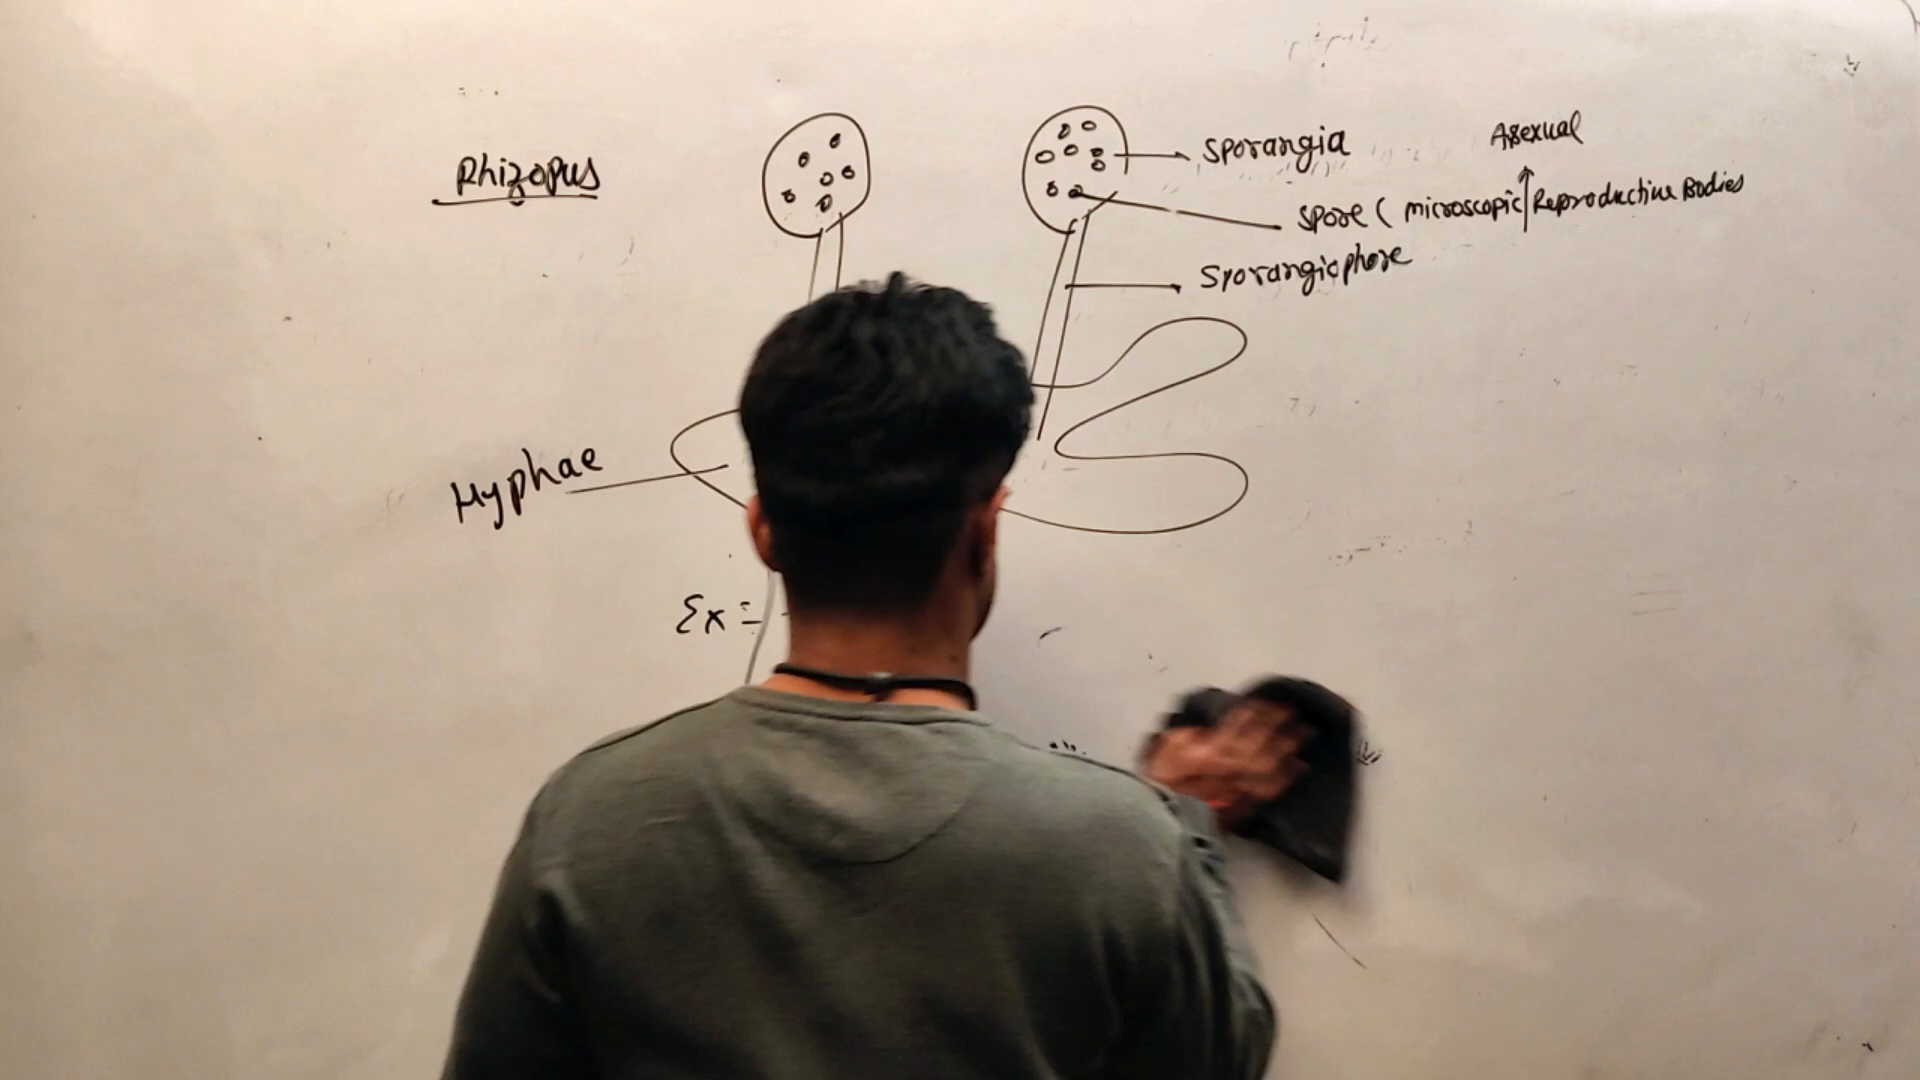 Asexual
Sporangia
Rhizopus
Spore ( microscopic Reproductive Bodies
Sporangiophore
Hyphae
Ex =